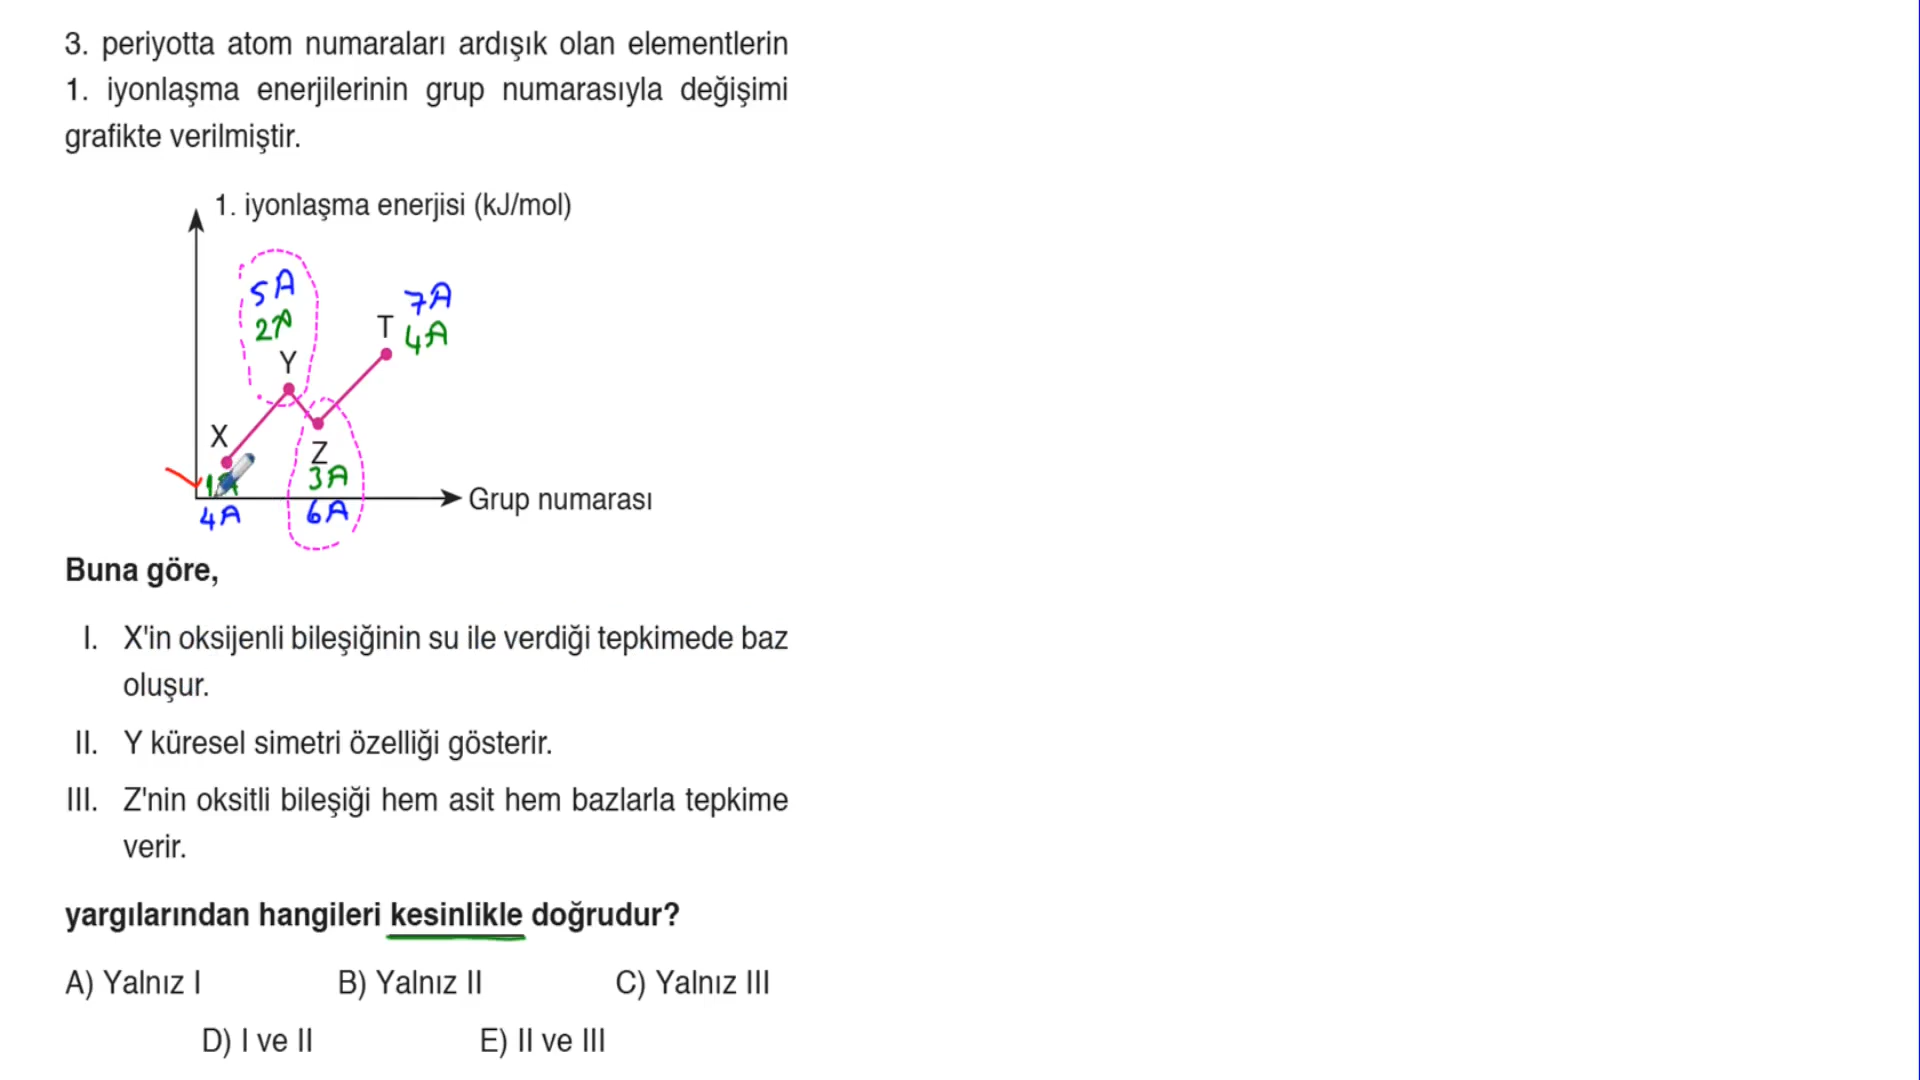 3. periyotta atom numaraları ardışık olan elementlerin
1. iyonlaşma enerjilerinin grup numarasıyla değişimi
grafikte verilmiştir.
1. iyonlaşma enerjisi (kJ/mol)
5A
2A
Y
7A
T 4A
X
Z
3A
4A
6A
Grup numarası
Buna göre,
I. X'in oksijenli bileşiğinin su ile verdiği tepkimede baz
oluşur.
II. Y küresel simetri özelliği gösterir.
III. Z'nin oksitli bileşiği hem asit hem bazlarla tepkime
verir.
yargılarından hangileri kesinlikle doğrudur?
A) Yalnız I B) Yalnız II C) Yalnız III
D) I ve II E) II ve III